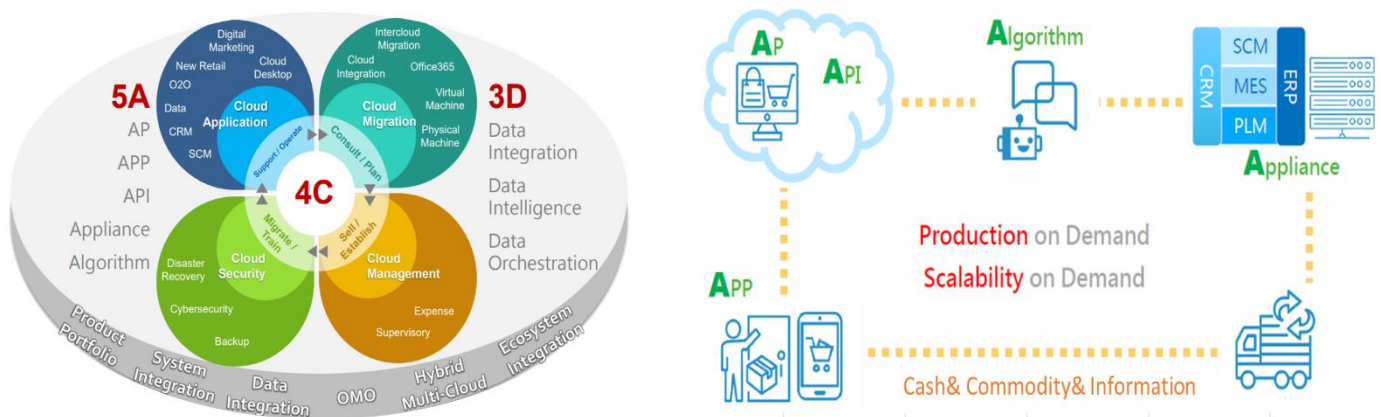 5A
AP
APP
API
Appliance
Algorithm
Digital
Marketing
New Retail
Cloud
Desktop
O2O
Data
CRM
SCM
Cloud
Application
Intercloud
Migration
Cloud
Integration
Office365
Virtual
Machine
Physical
Machine
Cloud
Migration
3D
Data
Integration
Data
Intelligence
Data
Orchestration
4C
Support / Operate
Consult / Plan
Sell /
Establish
Migrate /
Train
Disaster
Recovery
Cybersecurity
Backup
Cloud
Security
Cloud
Management
Expense
Supervisory
Product
Portfolio
System
Integration
Data
Integration
OMO
Hybrid
Multi-Cloud
Ecosystem
Integration
AP
API
Algorithm
CRM
SCM
MES
PLM
ERP
Appliance
Production on Demand
Scalability on Demand
APP
Cash& Commodity& Information